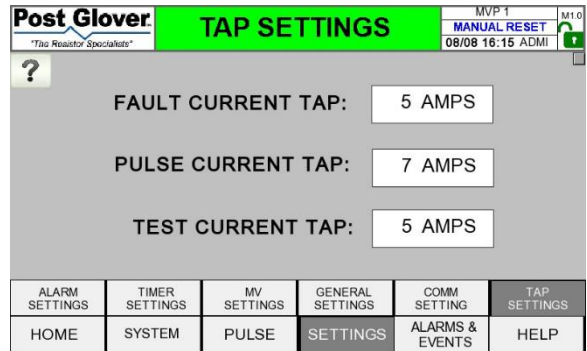 Post Glover
"The Resistor Specialists"
TAP SETTINGS
MVP 1
MANUAL RESET
08/08 16:15 ADMI
M1.0
?
FAULT CURRENT TAP: 5 AMPS
PULSE CURRENT TAP: 7 AMPS
TEST CURRENT TAP: 5 AMPS
ALARM SETTINGS TIMER SETTINGS MV SETTINGS GENERAL SETTINGS COMM SETTING TAP SETTINGS
HOME SYSTEM PULSE SETTINGS ALARMS & EVENTS HELP